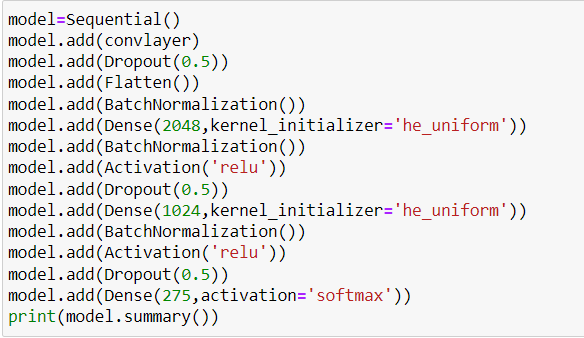 model=Sequential()
model.add(convlayer)
model.add(Dropout(0.5))
model.add(Flatten())
model.add(BatchNormalization())
model.add(Dense(2048,kernel_initializer='he_uniform'))
model.add(BatchNormalization())
model.add(Activation('relu'))
model.add(Dropout(0.5))
model.add(Dense(1024,kernel_initializer='he_uniform'))
model.add(BatchNormalization())
model.add(Activation('relu'))
model.add(Dropout(0.5))
model.add(Dense(275,activation='softmax'))
print(model.summary())